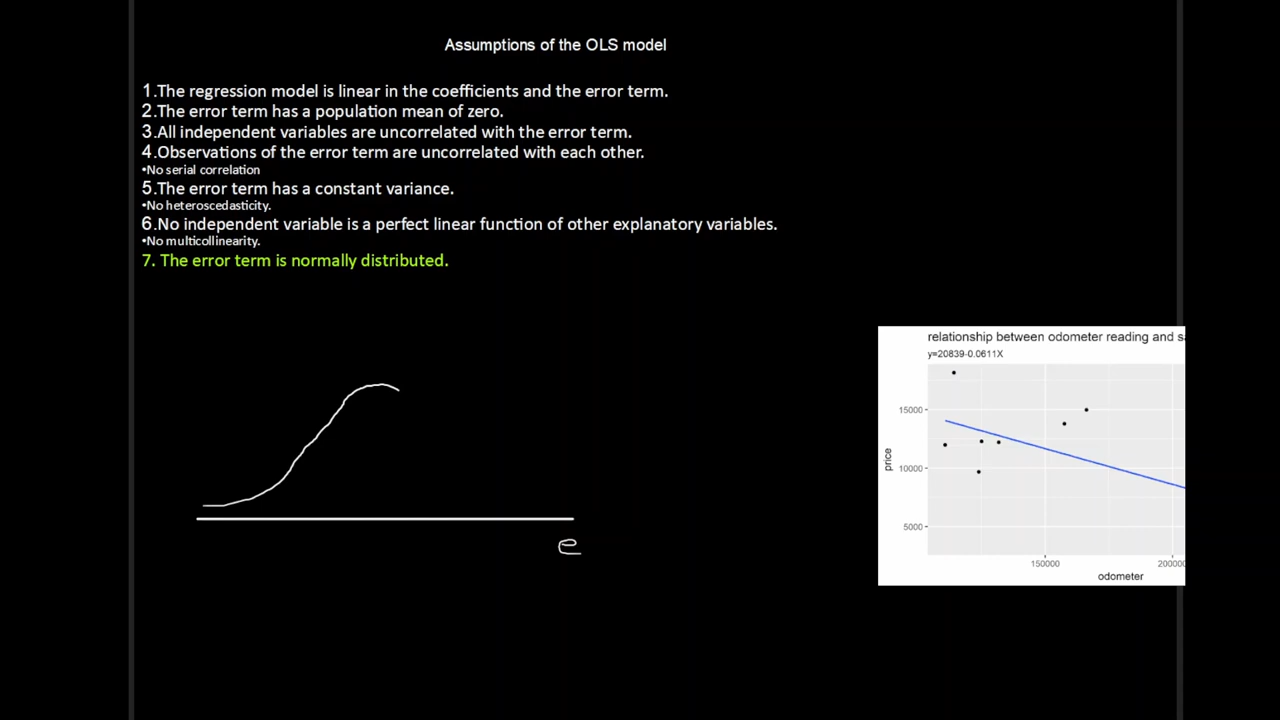 Assumptions of the OLS model
1.The regression model is linear in the coefficients and the error term.
2.The error term has a population mean of zero.
3.All independent variables are uncorrelated with the error term.
4.Observations of the error term are uncorrelated with each other.
•No serial correlation
5.The error term has a constant variance.
•No heteroscedasticity.
6.No independent variable is a perfect linear function of other explanatory variables.
•No multicollinearity.
7. The error term is normally distributed.
relationship between odometer reading and
y=20839-0.0611X
15000
10000
5000
price
150000
200000
odometer
e